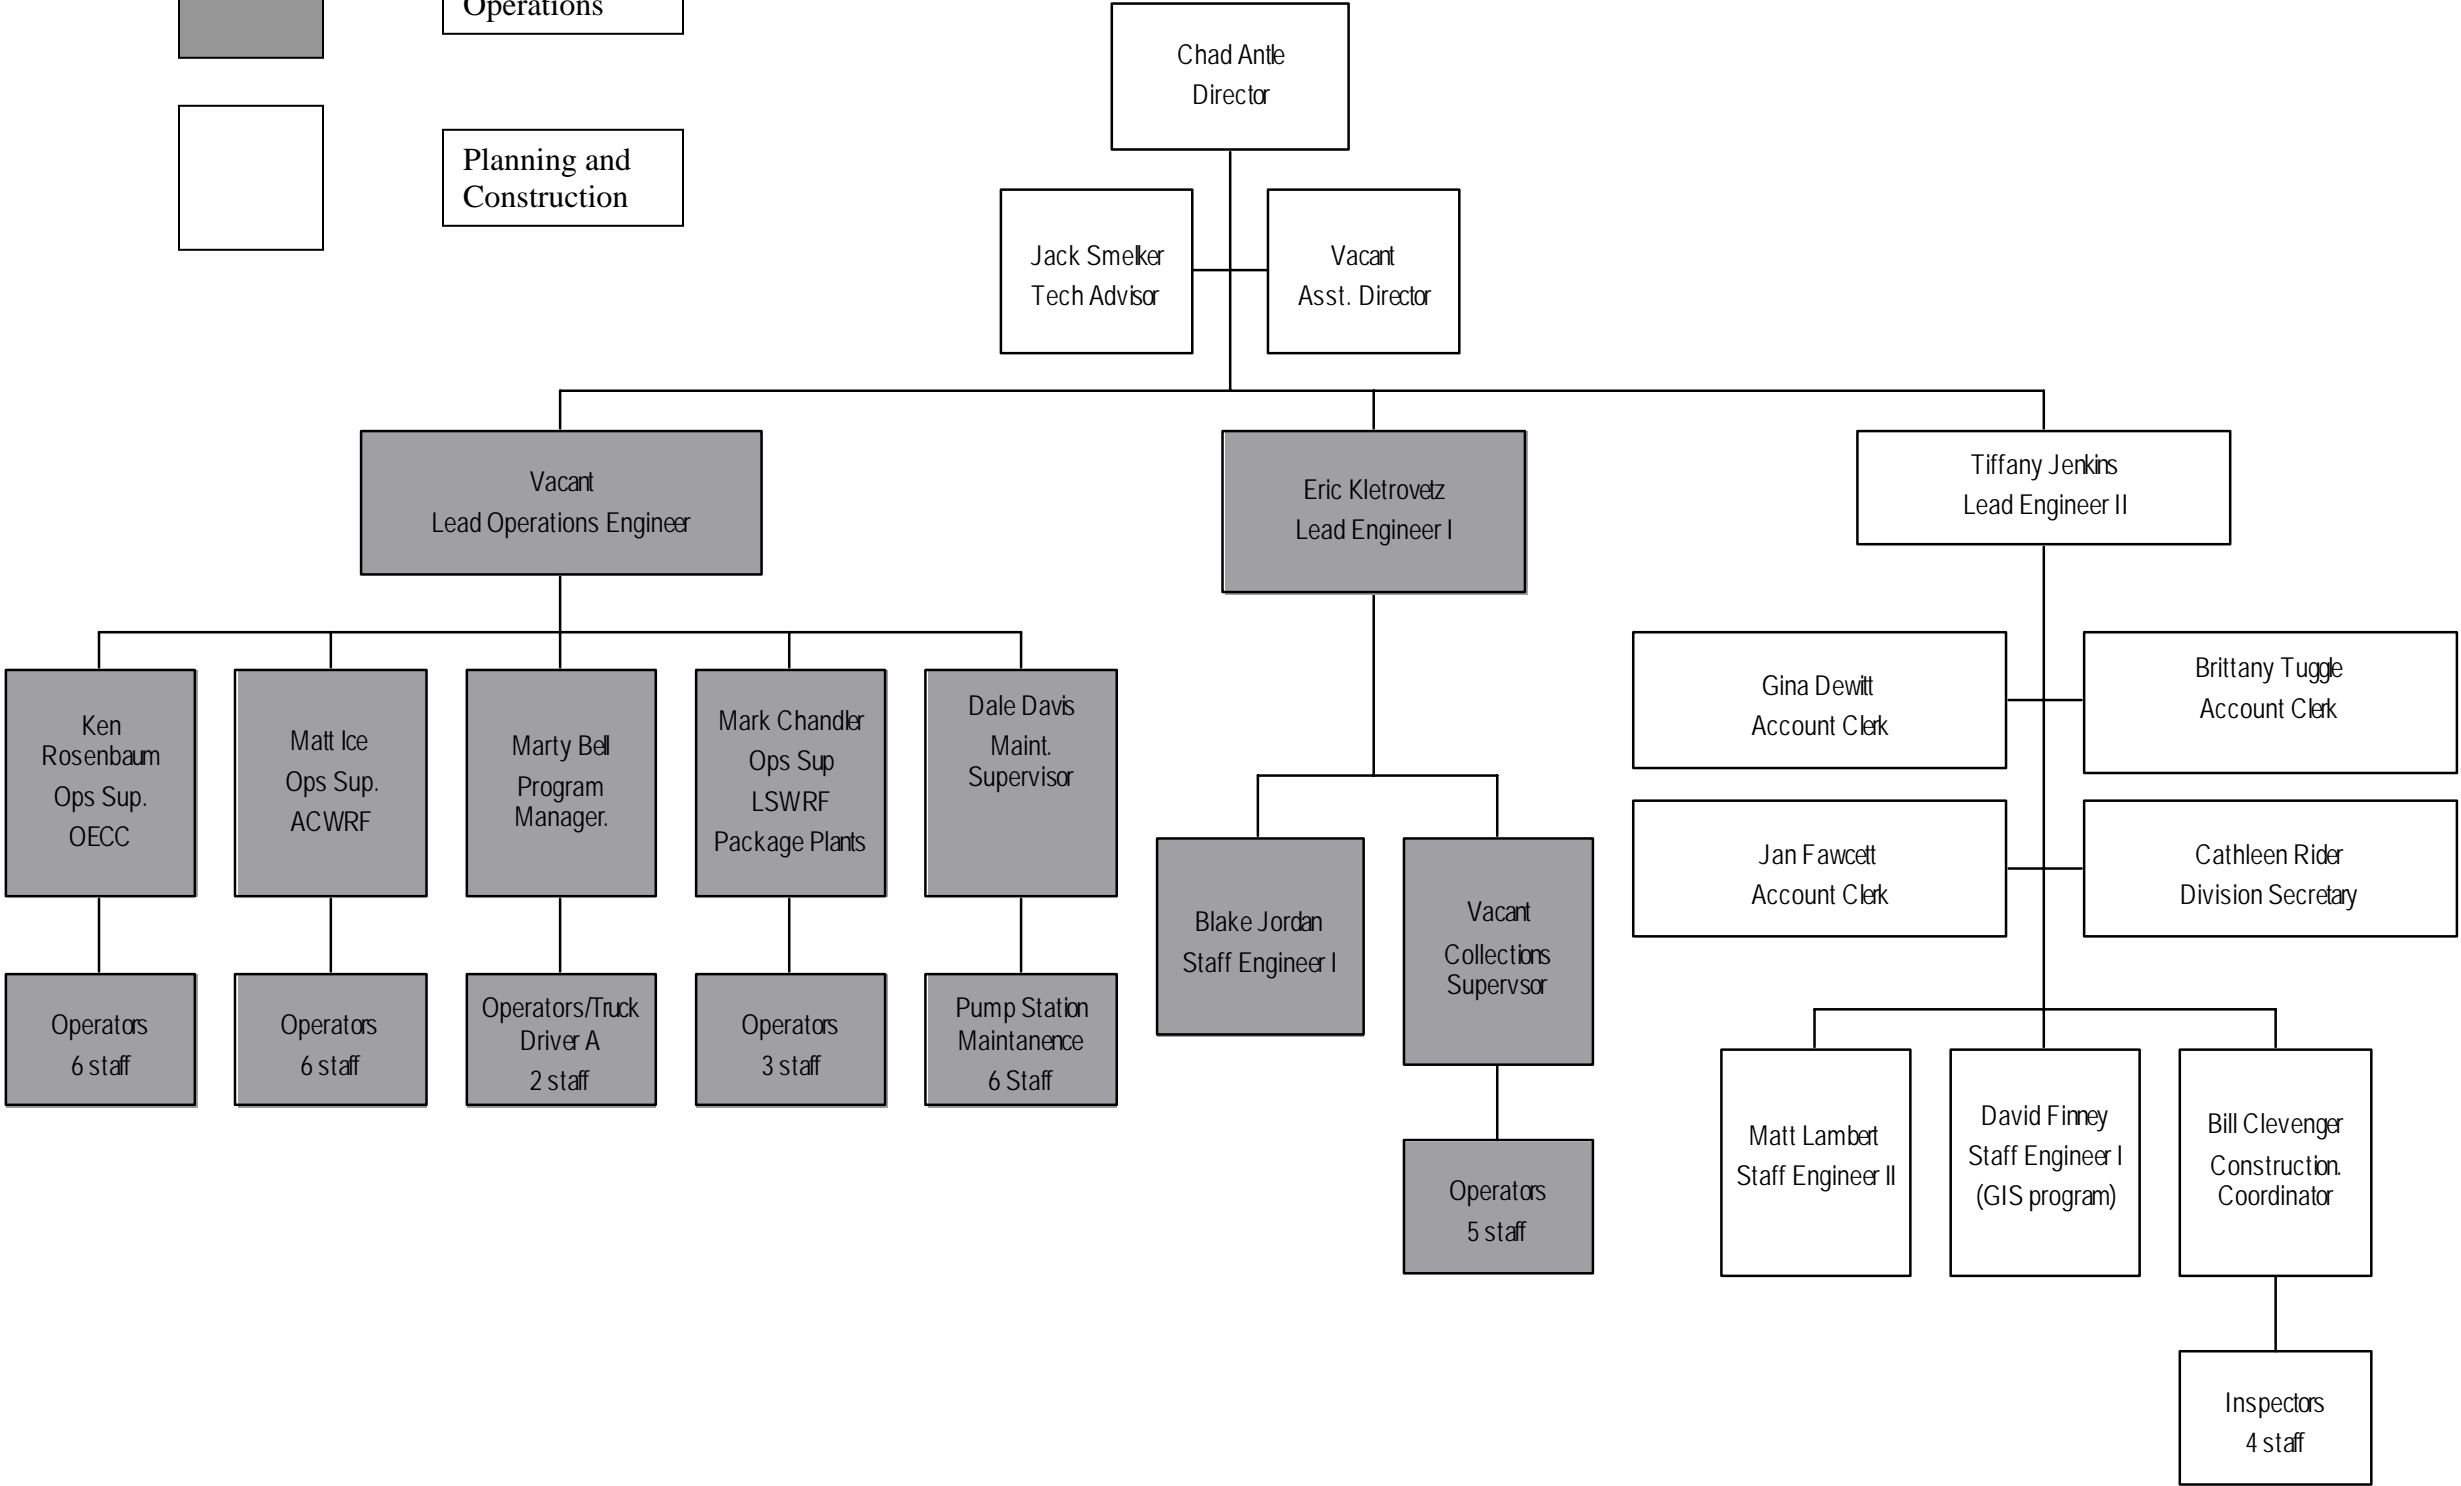 Operations
Planning and
Construction
Chad Antle
Director
Jack Smelker
Tech Advisor
Vacant
Asst. Director
Vacant
Lead Operations Engineer
Eric Kletrovetz
Lead Engineer I
Tiffany Jenkins
Lead Engineer II
Gina Dewitt
Account Clerk
Brittany Tuggle
Account Clerk
Jan Fawcett
Account Clerk
Cathleen Rider
Division Secretary
Ken
Rosenbaum
Ops Sup.
OECC
Matt Ice
Ops Sup.
ACWRF
Marty Bell
Program
Manager.
Mark Chandler
Ops Sup
LSWRF
Package Plants
Dale Davis
Maint.
Supervisor
Blake Jordan
Staff Engineer I
Vacant
Collections
Supervsor
Operators
6 staff
Operators
6 staff
Operators/Truck
Driver A
2 staff
Operators
3 staff
Pump Station
Maintanence
6 Staff
Operators
5 staff
Matt Lambert
Staff Engineer II
David Finney
Staff Engineer I
(GIS program)
Bill Clevenger
Construction.
Coordinator
Inspectors
4 staff